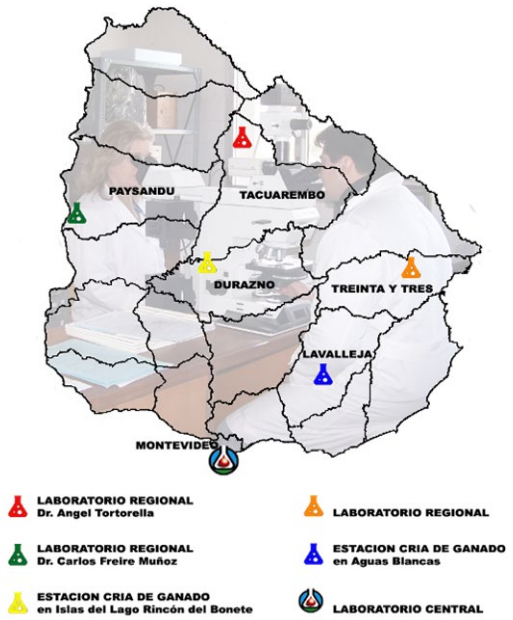 PAYSANDU
TACUAREMBO
DURAZNO
TREINTA Y TRES
LAVALLEJA
MONTEVIDEO
LABORATORIO REGIONAL
Dr. Angel Tortorella
LABORATORIO REGIONAL
LABORATORIO REGIONAL
Dr. Carlos Freire Muñoz
ESTACION CRIA DE GANADO
en Aguas Blancas
ESTACION CRIA DE GANADO
en Islas del Lago Rincón del Bonete
LABORATORIO CENTRAL